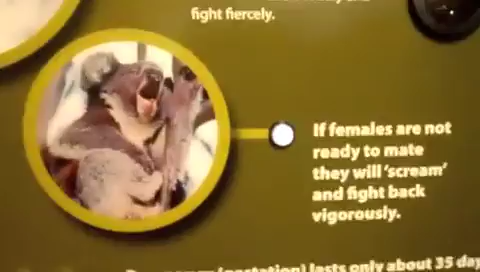 fight fiercely.
If females are not
ready to mate
they will 'scream'
and fight back
vigorously.
(gestation) lasts only about 35 day